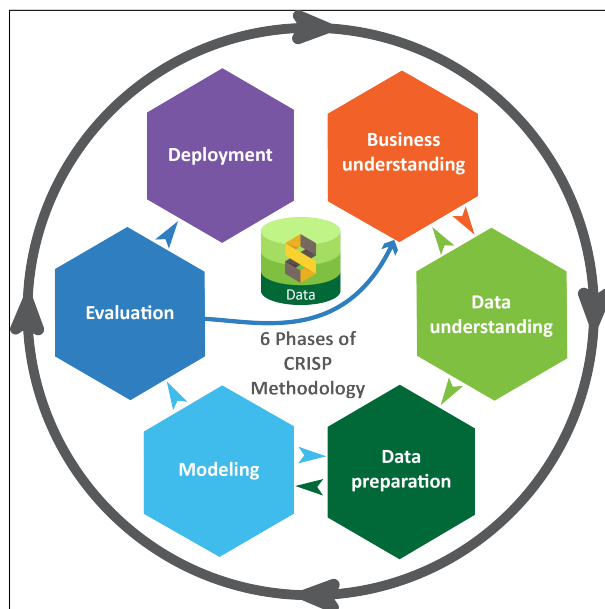 Deployment
Business
understanding
Data
Evaluation
Data
understanding
6 Phases of
CRISP
Methodology
Modeling
Data
preparation